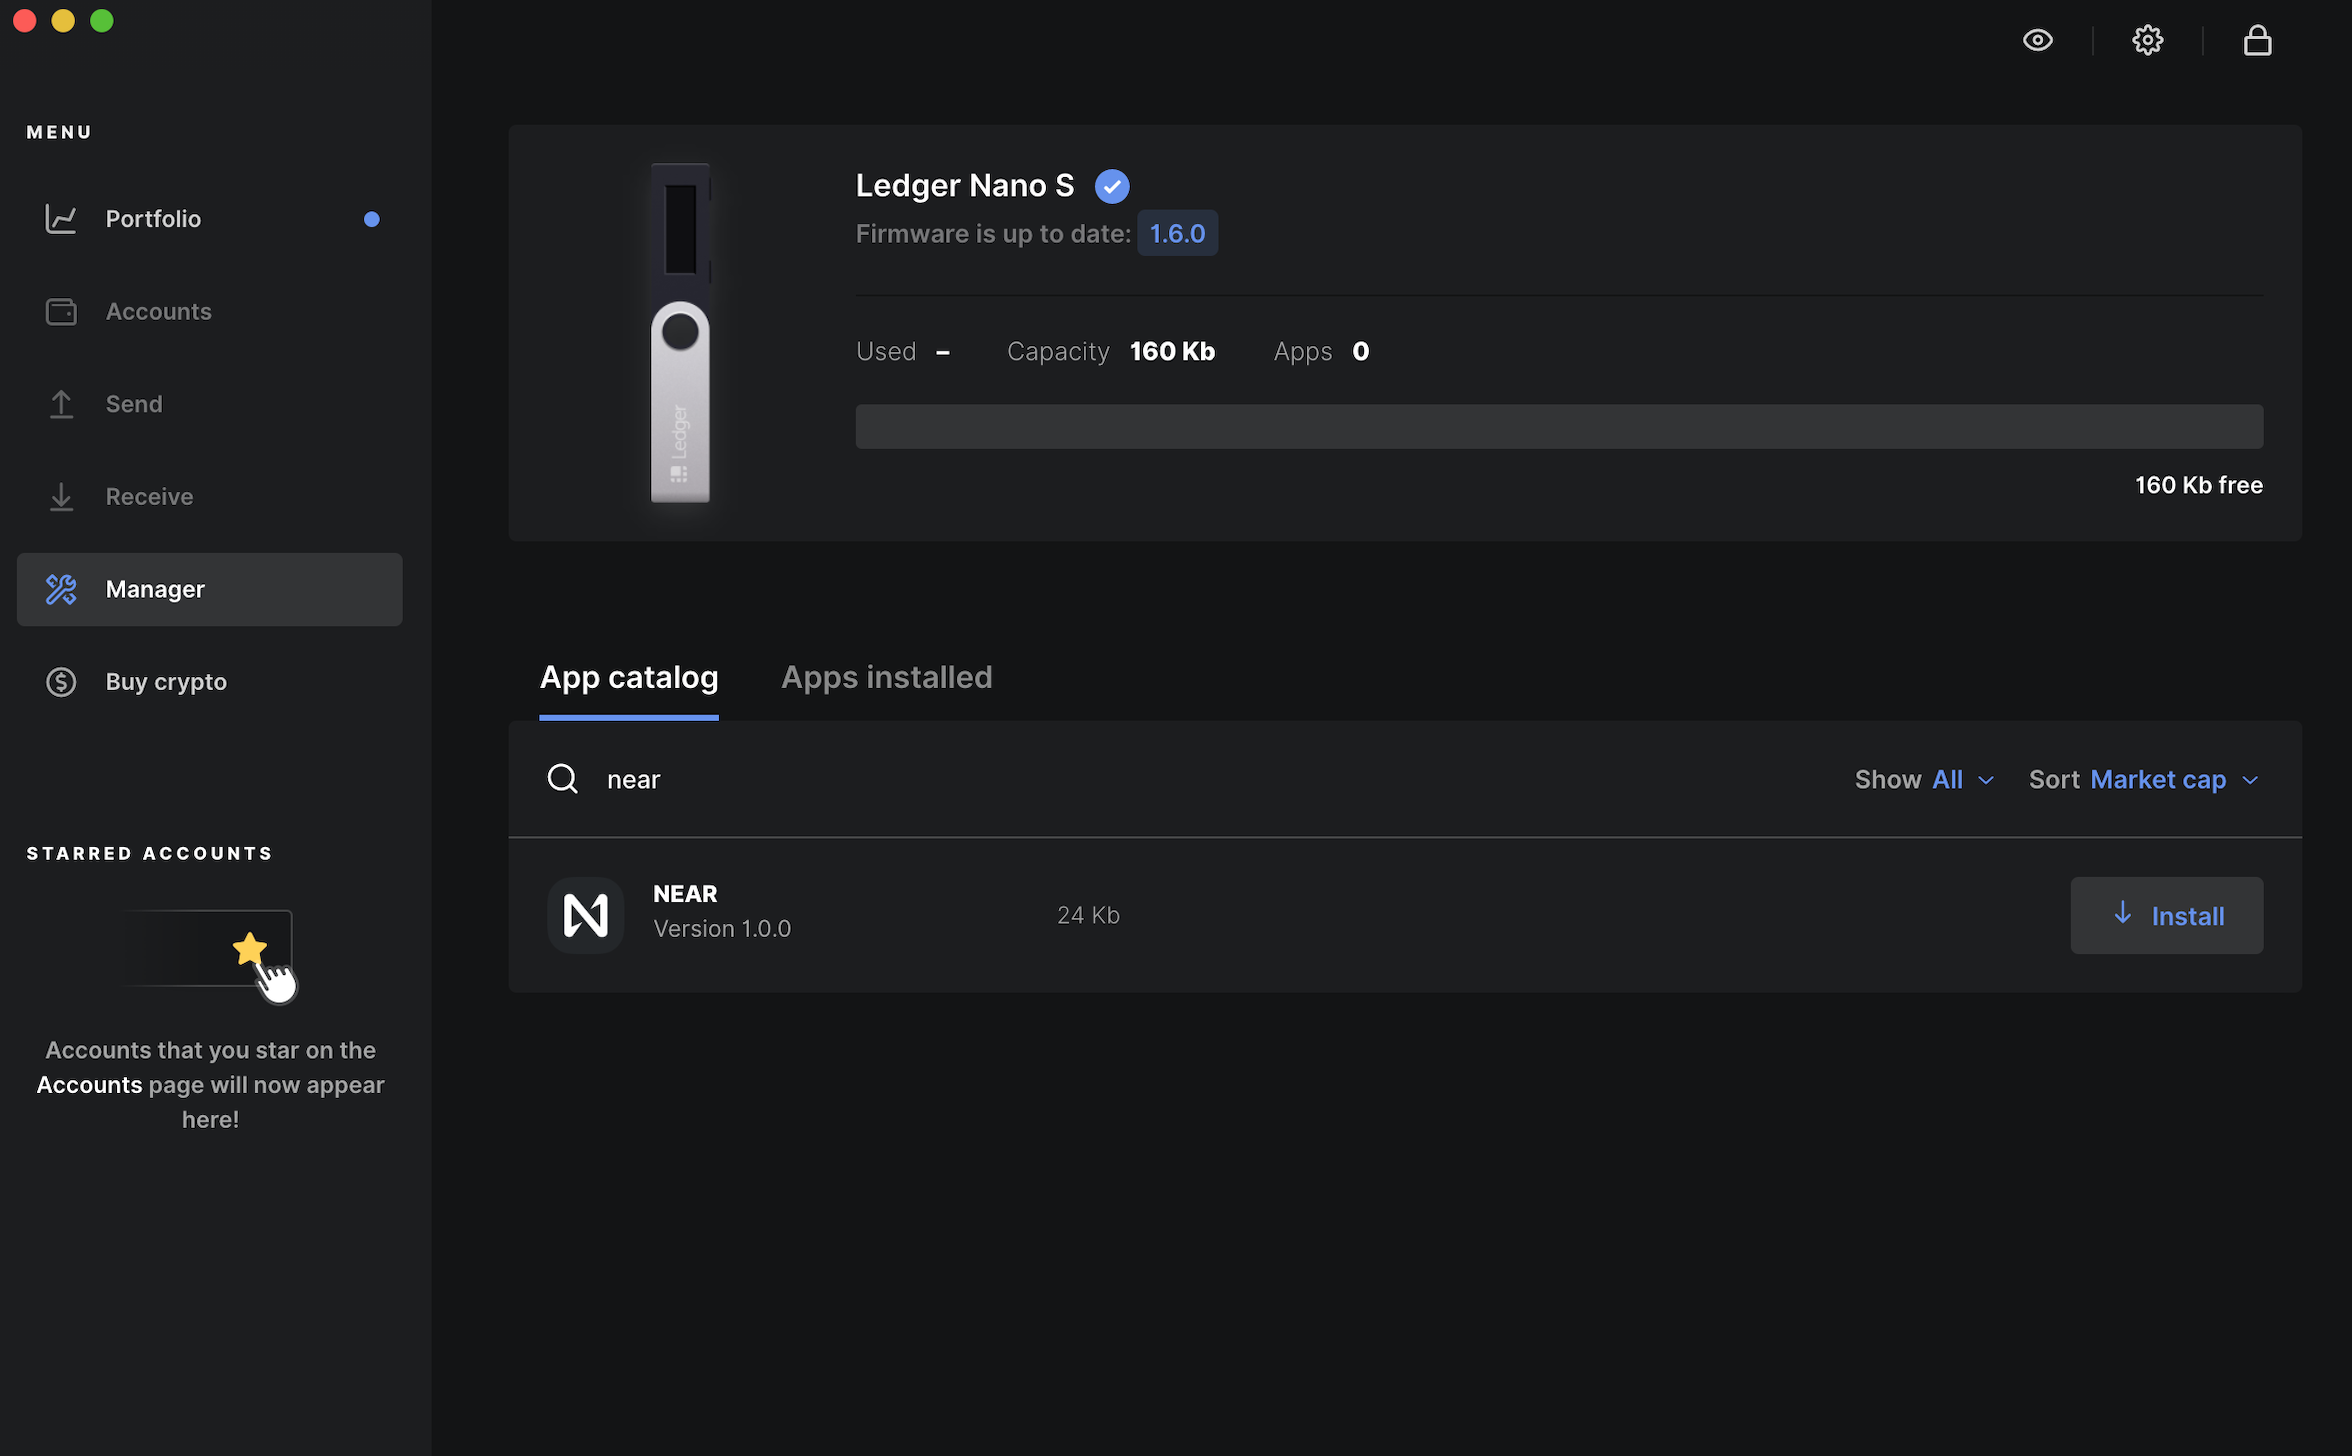 MENU
Portfolio
Accounts
Send
Receive
Manager
Buy crypto
STARRED ACCOUNTS
Accounts that you star on the
Accounts page will now appear
here!
Ledger
Ledger Nano S
Firmware is up to date: 1.6.0
Used – Capacity 160 Kb Apps 0
160 Kb free
App catalog Apps installed
near Show All Sort Market cap
NEAR
Version 1.0.0
24 Kb
Install